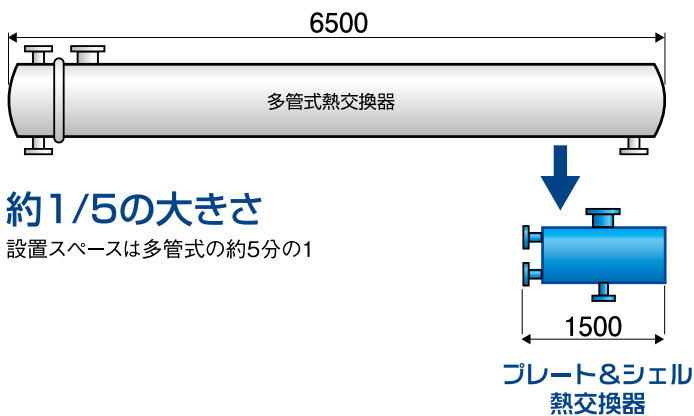 6500
多管式熱交換器
約1/5の大きさ
設置スペースは多管式の約5分の1
1500
プレート&シェル
熱交換器